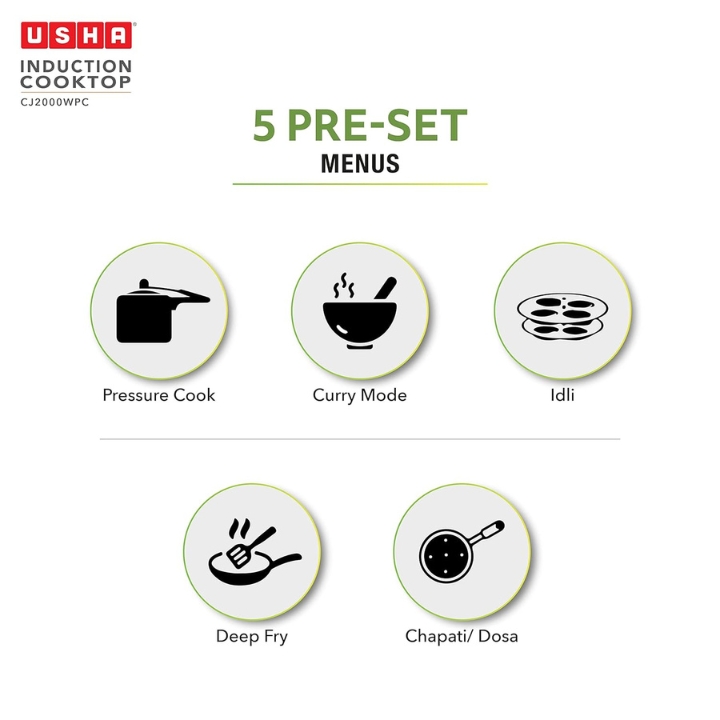 USHA®
INDUCTION
COOKTOP
CJ2000WPC
5 PRE-SET
MENUS
Pressure Cook
Curry Mode
Idli
Deep Fry
Chapati/ Dosa